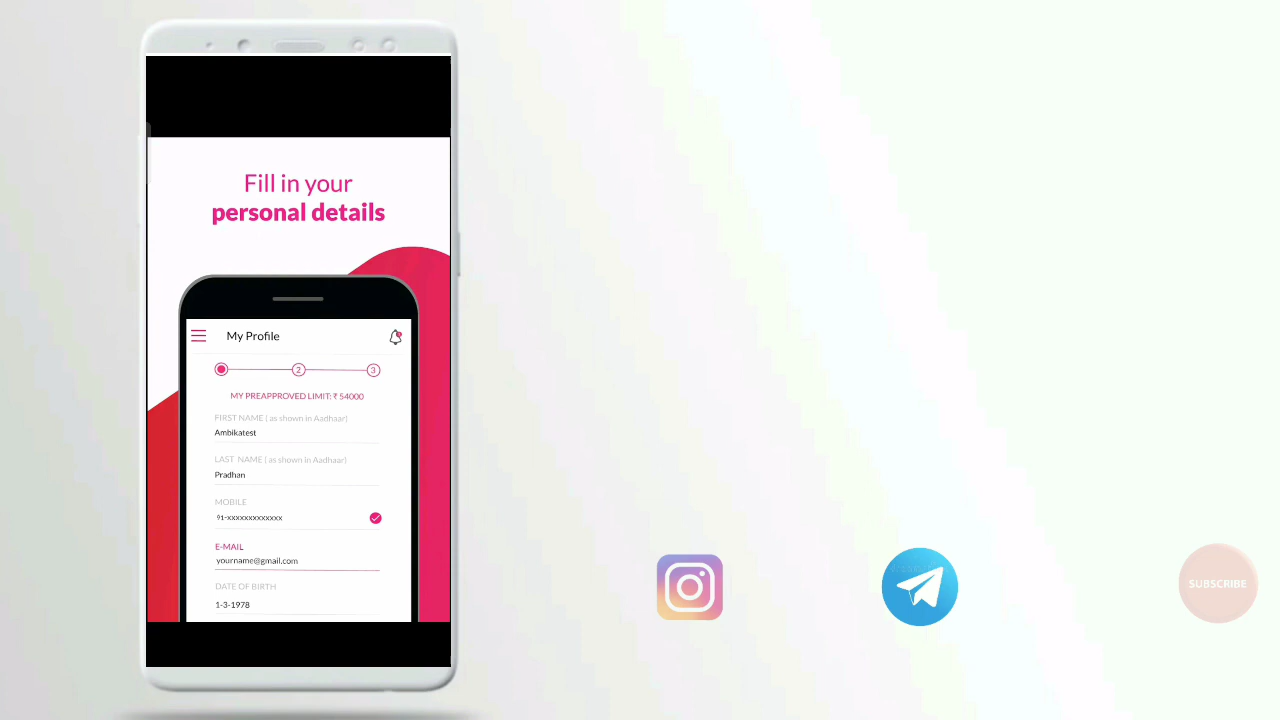 Fill in your
personal details
My Profile
2
3
MY PREAPPROVED LIMIT: ₹ 54000
FIRST NAME ( as shown in Aadhaar)
Ambikatest
LAST NAME ( as shown in Aadhaar)
Pradhan
MOBILE
91-xxxxxxxxxxxxx
E-MAIL
yourname@gmail.com
DATE OF BIRTH
1-3-1978
SUBSCRIBE